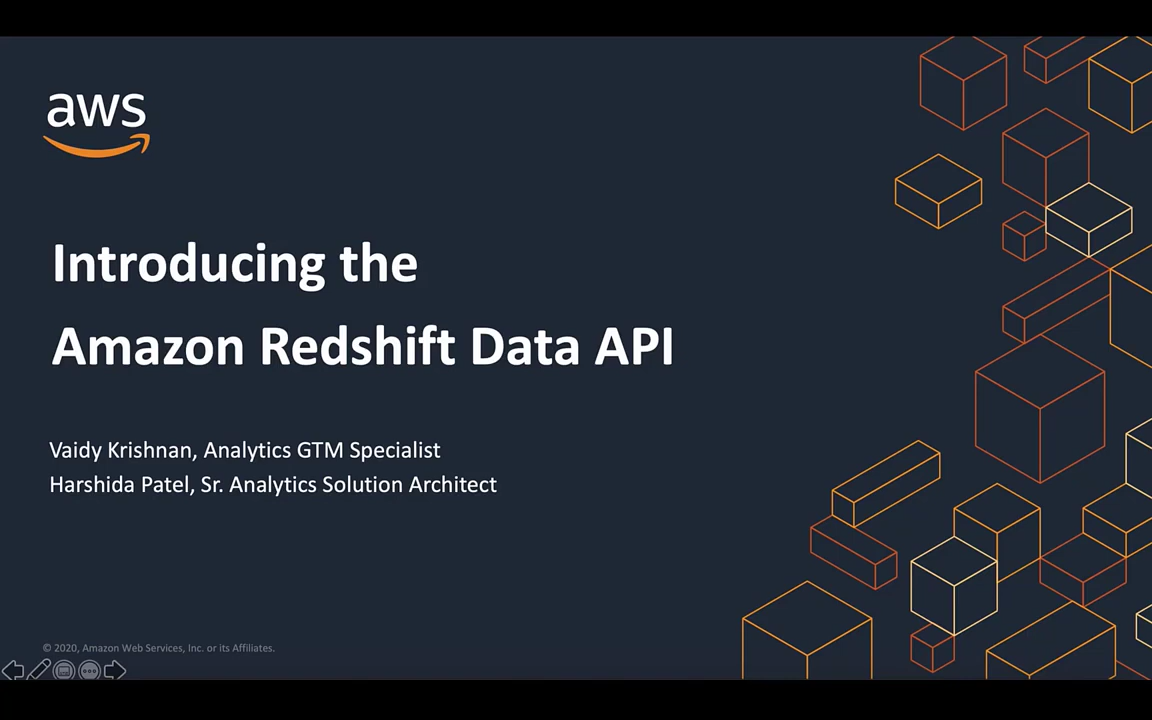 aws
Introducing the
Amazon Redshift Data API
Vaidy Krishnan, Analytics GTM Specialist
Harshida Patel, Sr. Analytics Solution Architect
© 2020, Amazon Web Services, Inc. or its Affiliates.